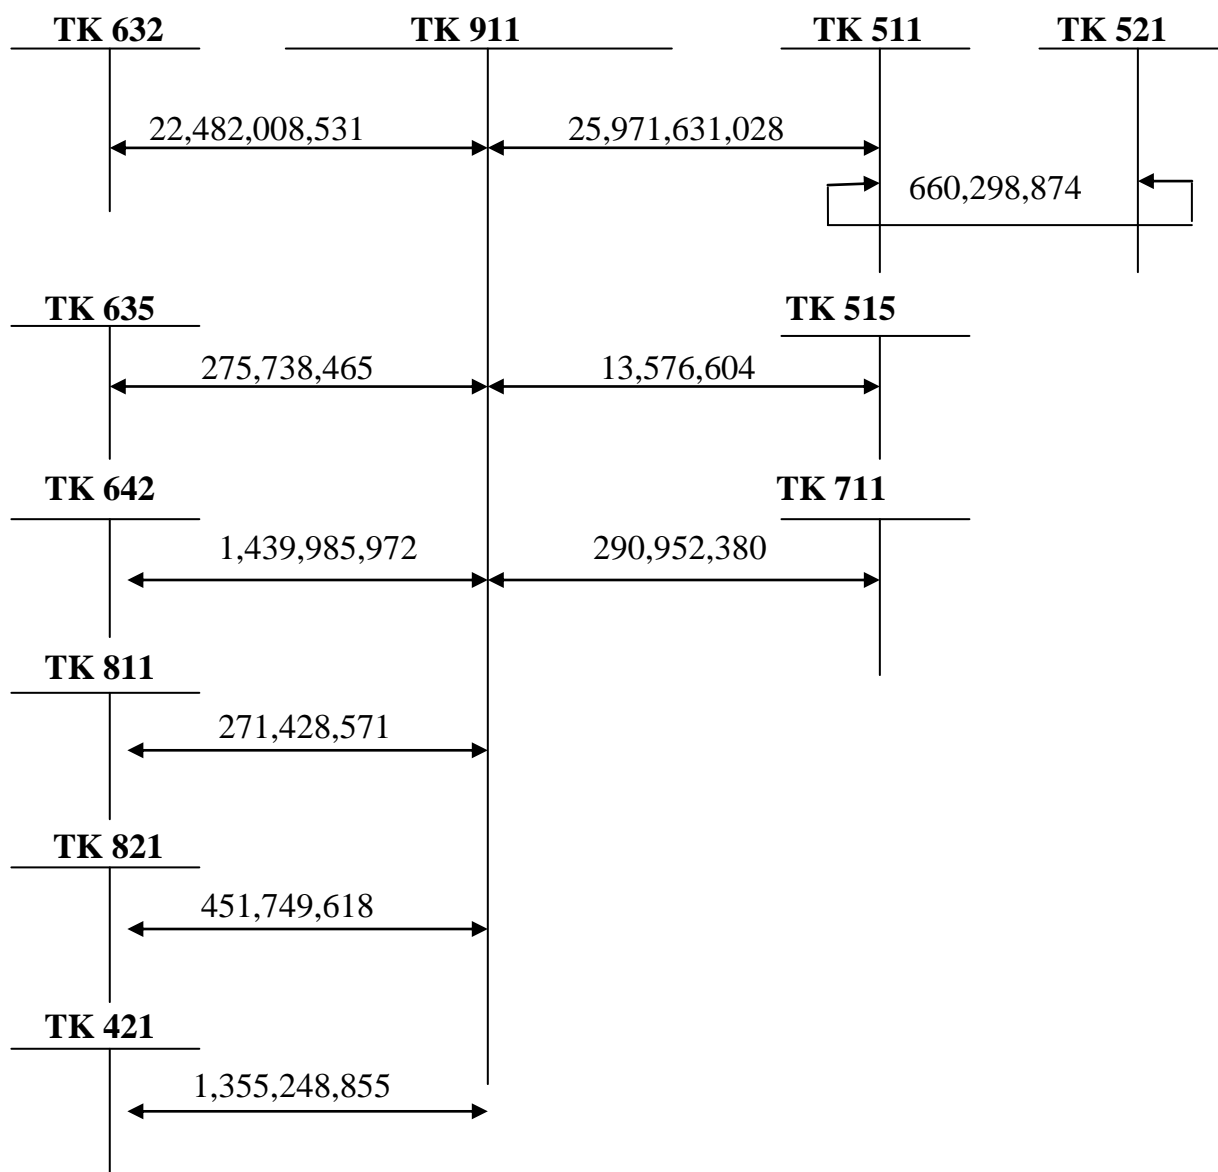 TK 632 TK 911 TK 511 TK 521
22,482,008,531 25,971,631,028
660,298,874
TK 635 TK 515
275,738,465 13,576,604
TK 642 TK 711
1,439,985,972 290,952,380
TK 811
271,428,571
TK 821
451,749,618
TK 421
1,355,248,855